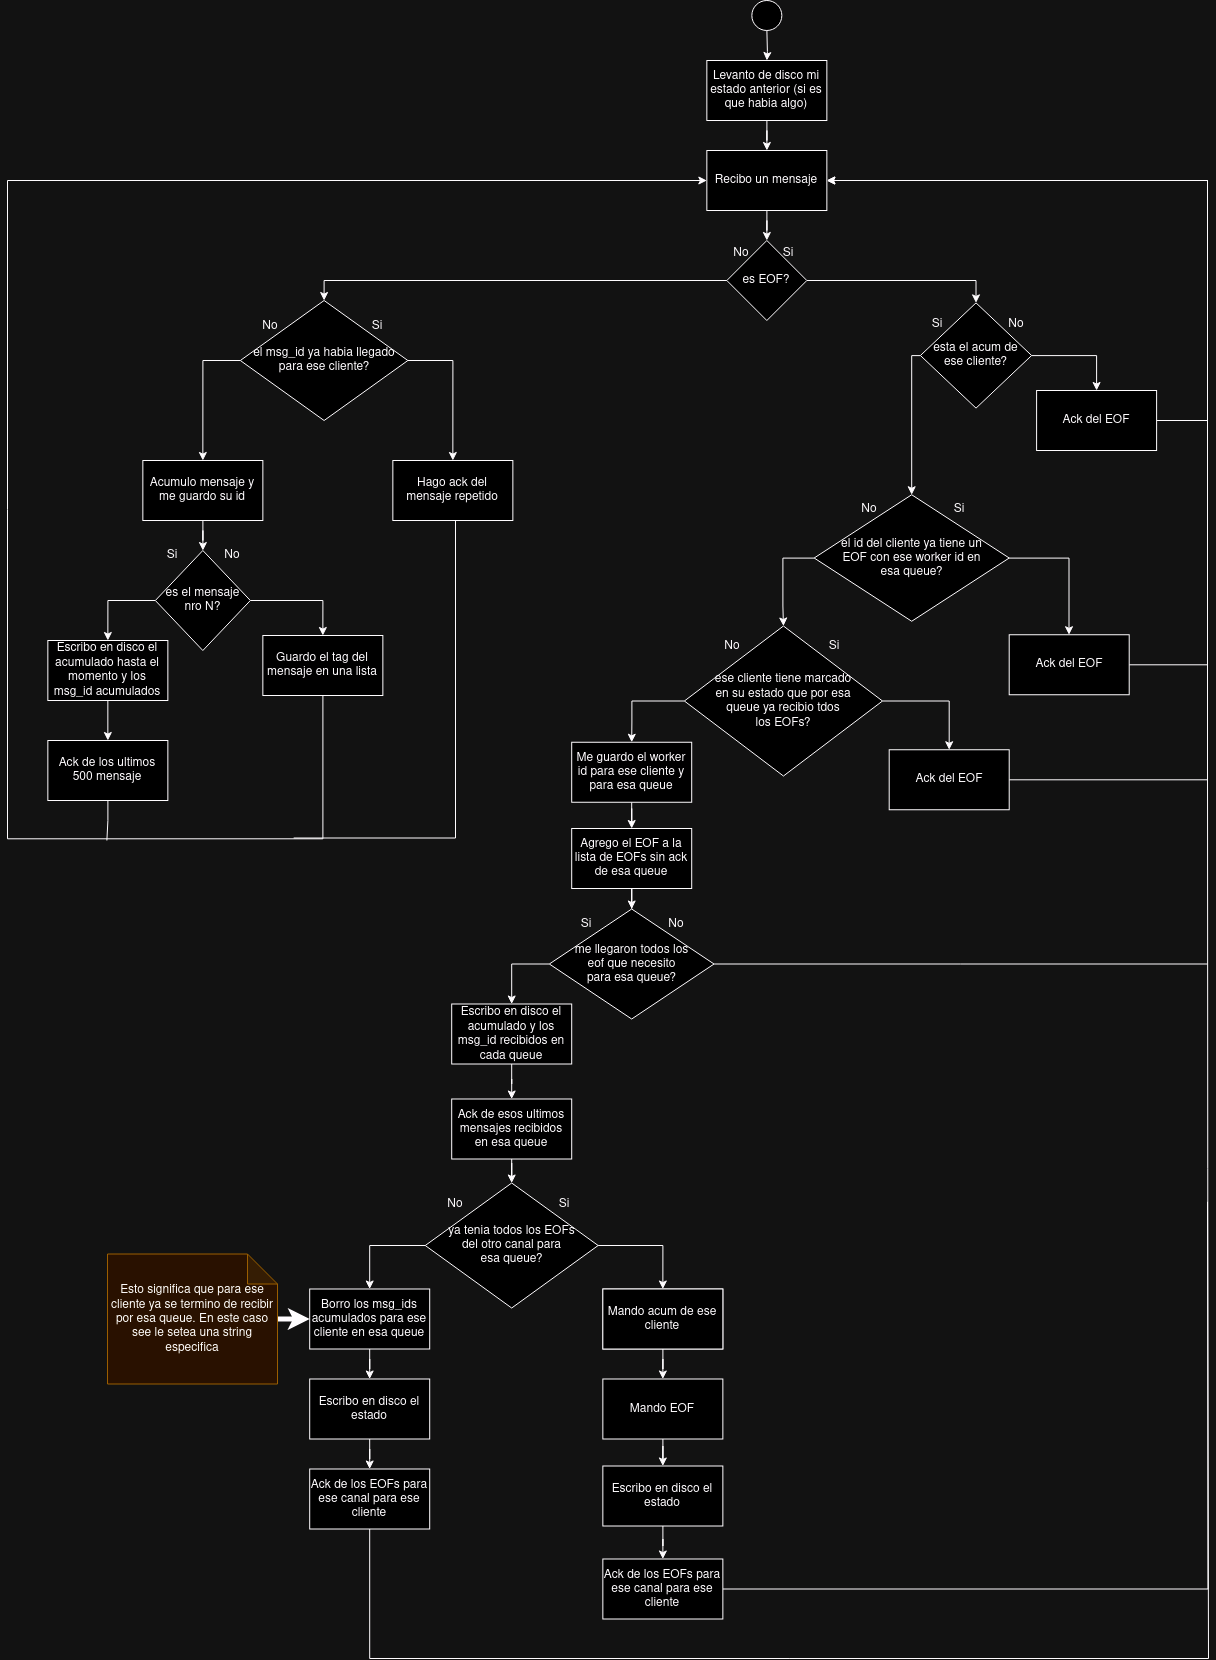 Levanto de disco mi
estado anterior (si es
que habia algo)
Recibo un mensaje
No
Si
es EOF?
No
Si
el msg_id ya habia llegado
para ese cliente?
Si
No
esta el acum de
ese cliente?
Ack del EOF
Acumulo mensaje y
me guardo su id
Hago ack del
mensaje repetido
No
Si
el id del cliente ya tiene un
EOF con ese worker id en
esa queue?
Si
No
es el mensaje
nro N?
Escribo en disco el
acumulado hasta el
momento y los
msg_id acumulados
Guardo el tag del
mensaje en una lista
Ack del EOF
No
Si
ese cliente tiene marcado
en su estado que por esa
queue ya recibio tdos
los EOFs?
Ack de los ultimos
500 mensaje
Me guardo el worker
id para ese cliente y
para esa queue
Ack del EOF
Agrego el EOF a la
lista de EOFs sin ack
de esa queue
Si
No
me llegaron todos los
eof que necesito
para esa queue?
Escribo en disco el
acumulado y los
msg_id recibidos en
cada queue
Ack de esos ultimos
mensajes recibidos
en esa queue
No
Si
ya tenia todos los EOFs
del otro canal para
esa queue?
Esto significa que para ese
cliente ya se termino de recibir
por esa queue. En este caso
see le setea una string
especifica
Borro los msg_ids
acumulados para ese
cliente en esa queue
Mando acum de ese
cliente
Escribo en disco el
estado
Mando EOF
Ack de los EOFs para
ese canal para ese
cliente
Escribo en disco el
estado
Ack de los EOFs para
ese canal para ese
cliente